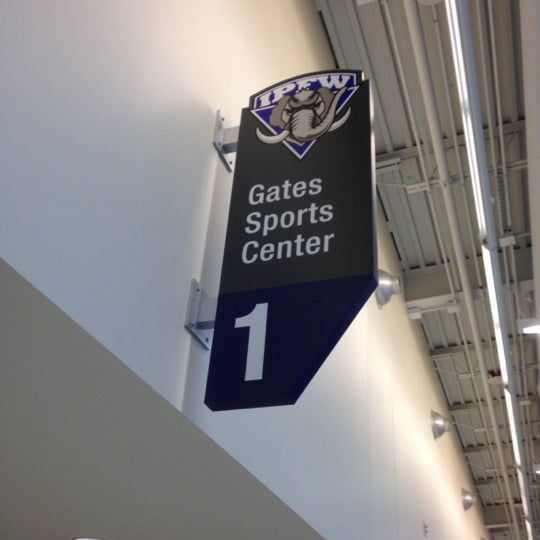 IPFW
Gates
Sports
Center
1